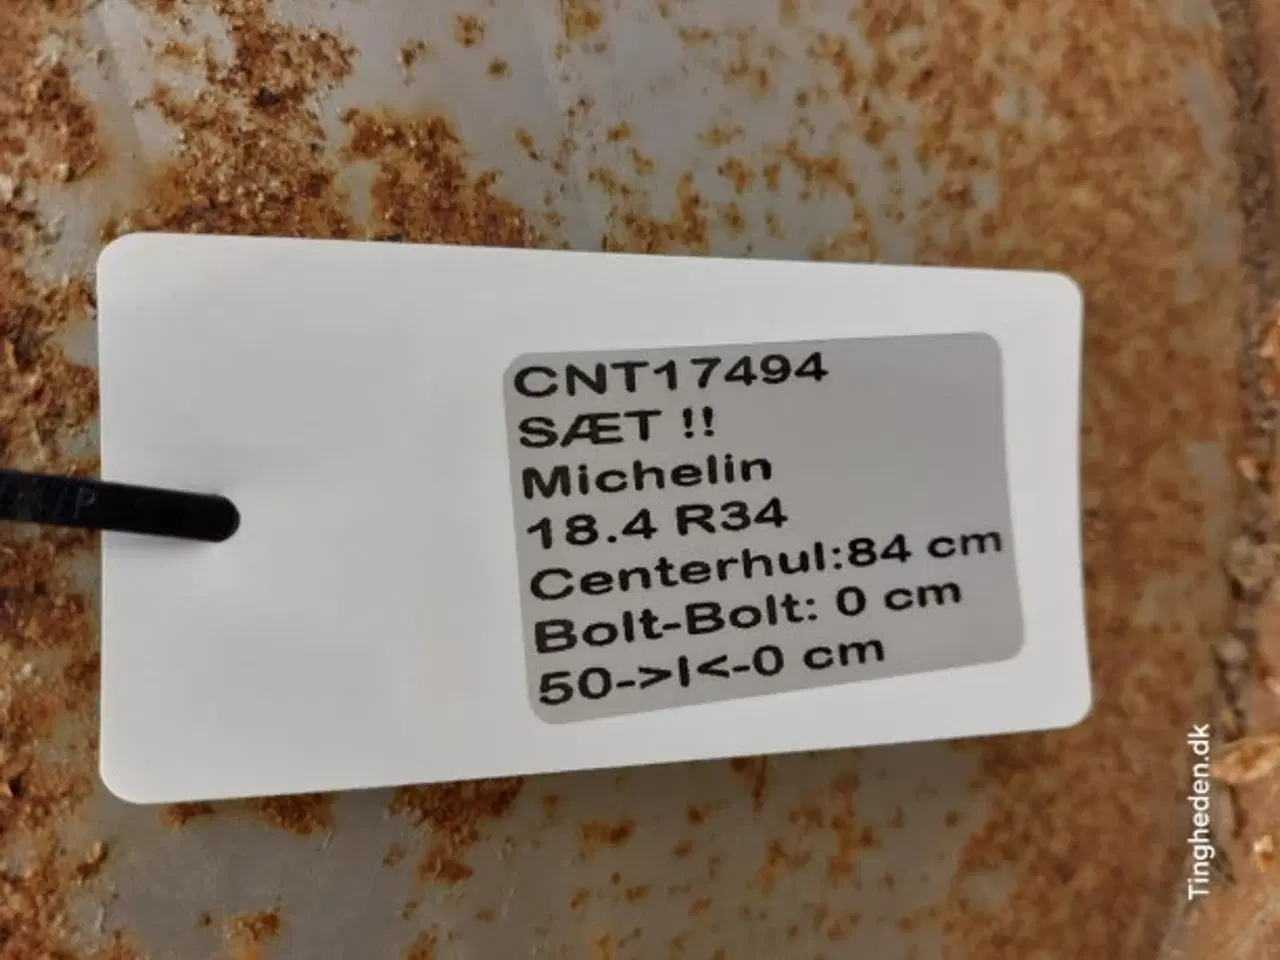 CNT17494
SÆT !!
Michelin
18.4 R34
Centerhul:84 cm
Bolt-Bolt: 0 cm
50->I<-0 cm
Tingheden.dk